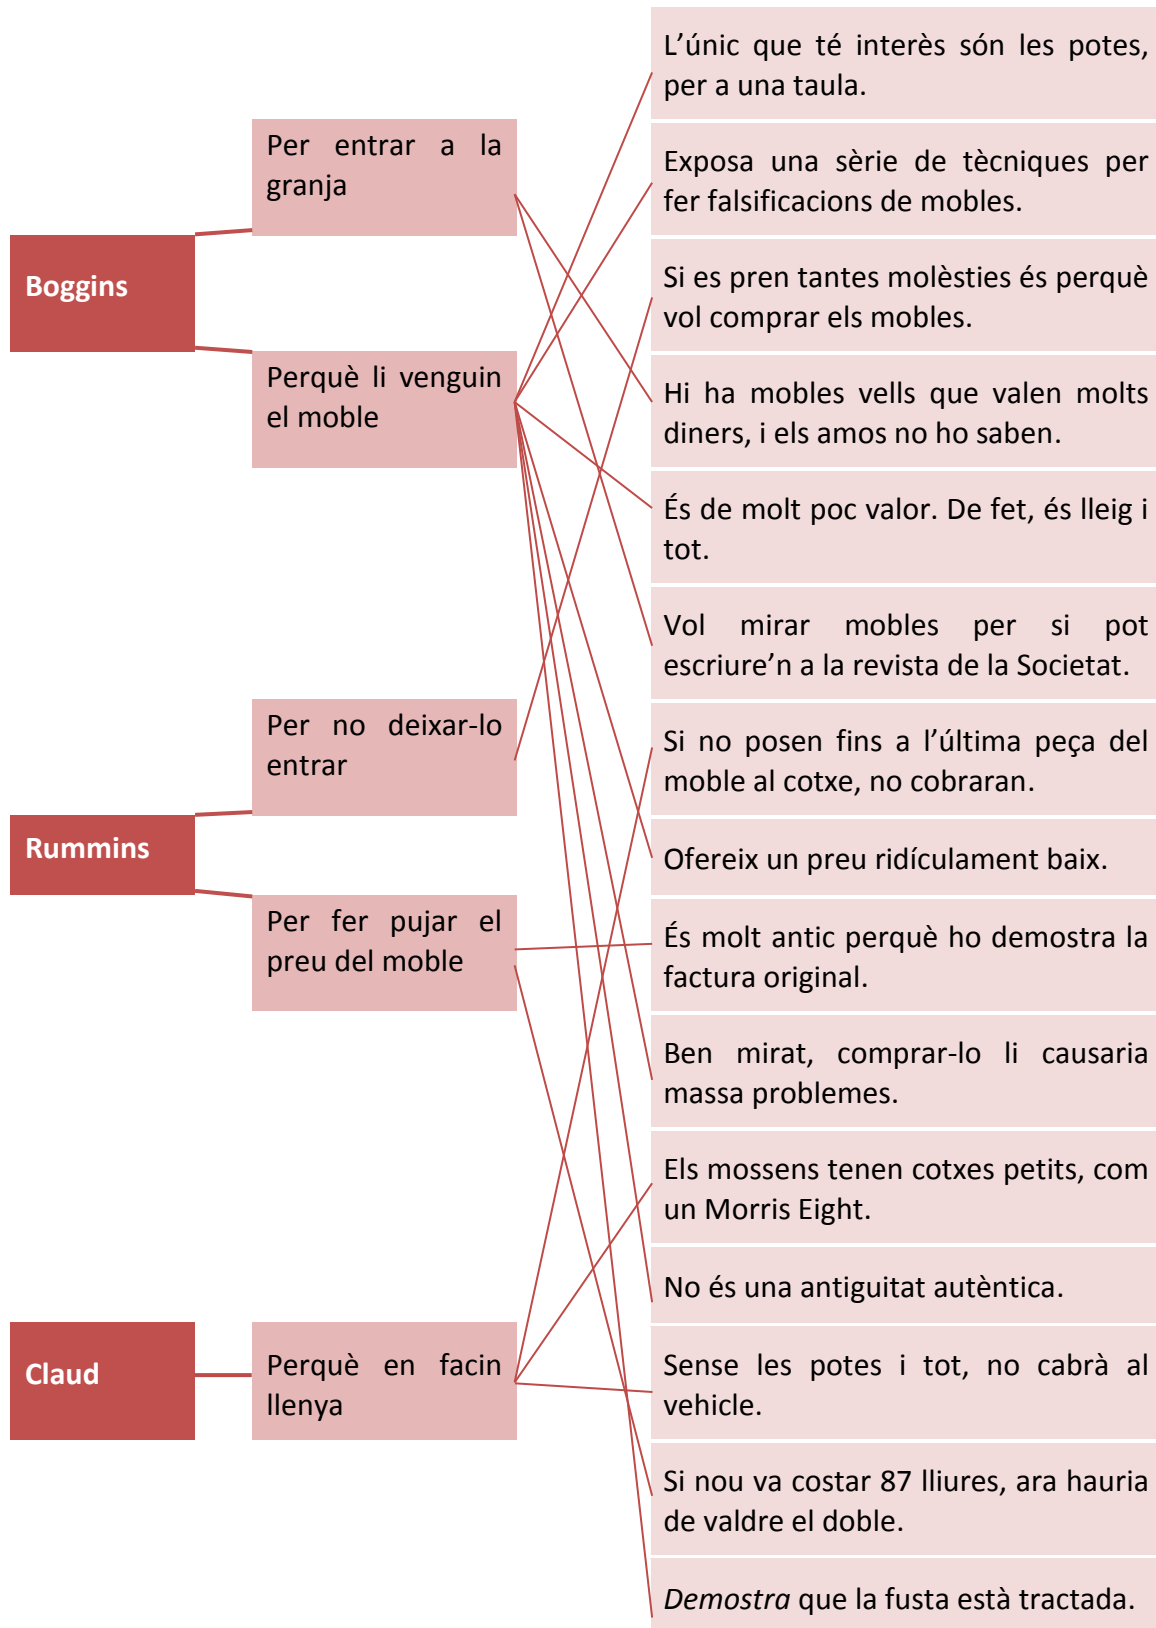 Boggins
Rummins
Claud
Per entrar a la
granja
Perquè li venguin
el moble
Per no deixar-lo
entrar
Per fer pujar el
preu del moble
Perquè en facin
llenya
L’únic que té interès són les potes,
per a una taula.
Exposa una sèrie de tècniques per
fer falsificacions de mobles.
Si es pren tantes molèsties és perquè
vol comprar els mobles.
Hi ha mobles vells que valen molts
diners, i els amos no ho saben.
És de molt poc valor. De fet, és lleig i
tot.
Vol mirar mobles per si pot
escriure’n a la revista de la Societat.
Si no posen fins a l’última peça del
moble al cotxe, no cobraran.
Ofereix un preu ridículament baix.
És molt antic perquè ho demostra la
factura original.
Ben mirat, comprar-lo li causaria
massa problemes.
Els mossens tenen cotxes petits, com
un Morris Eight.
No és una antiguitat autèntica.
Sense les potes i tot, no cabrà al
vehicle.
Si nou va costar 87 lliures, ara hauria
de valdre el doble.
Demostra que la fusta està tractada.